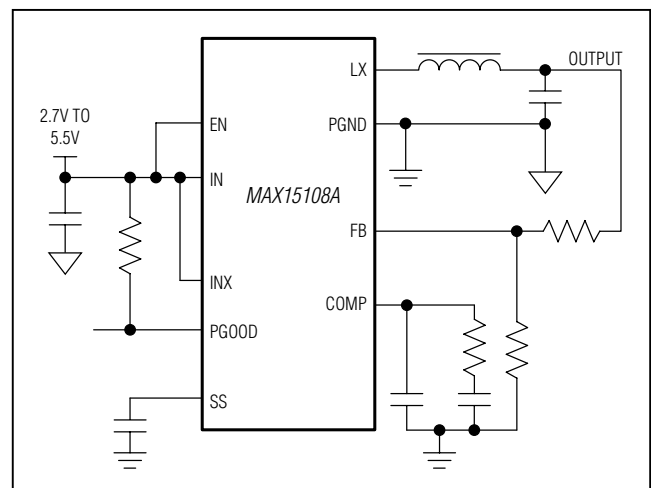 LX
OUTPUT
2.7V TO
5.5V
EN
PGND
IN
MAX15108A
FB
INX
COMP
PGOOD
SS